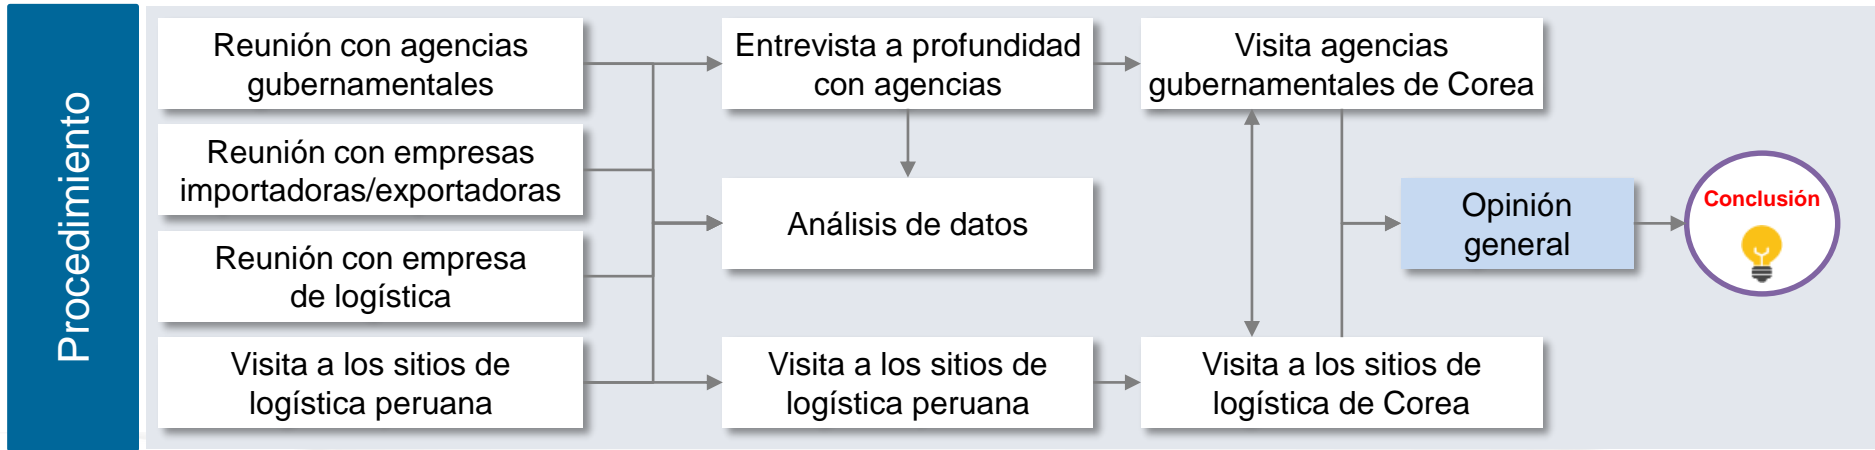 Procedimiento
Reunión con agencias
gubernamentales
Reunión con empresas
importadoras/exportadoras
Reunión con empresa
de logística
Visita a los sitios de
logística peruana
Entrevista a profundidad
con agencias
Análisis de datos
Visita a los sitios de
logística peruana
Visita agencias
gubernamentales de Corea
Visita a los sitios de
logística de Corea
Opinión
general
Conclusión